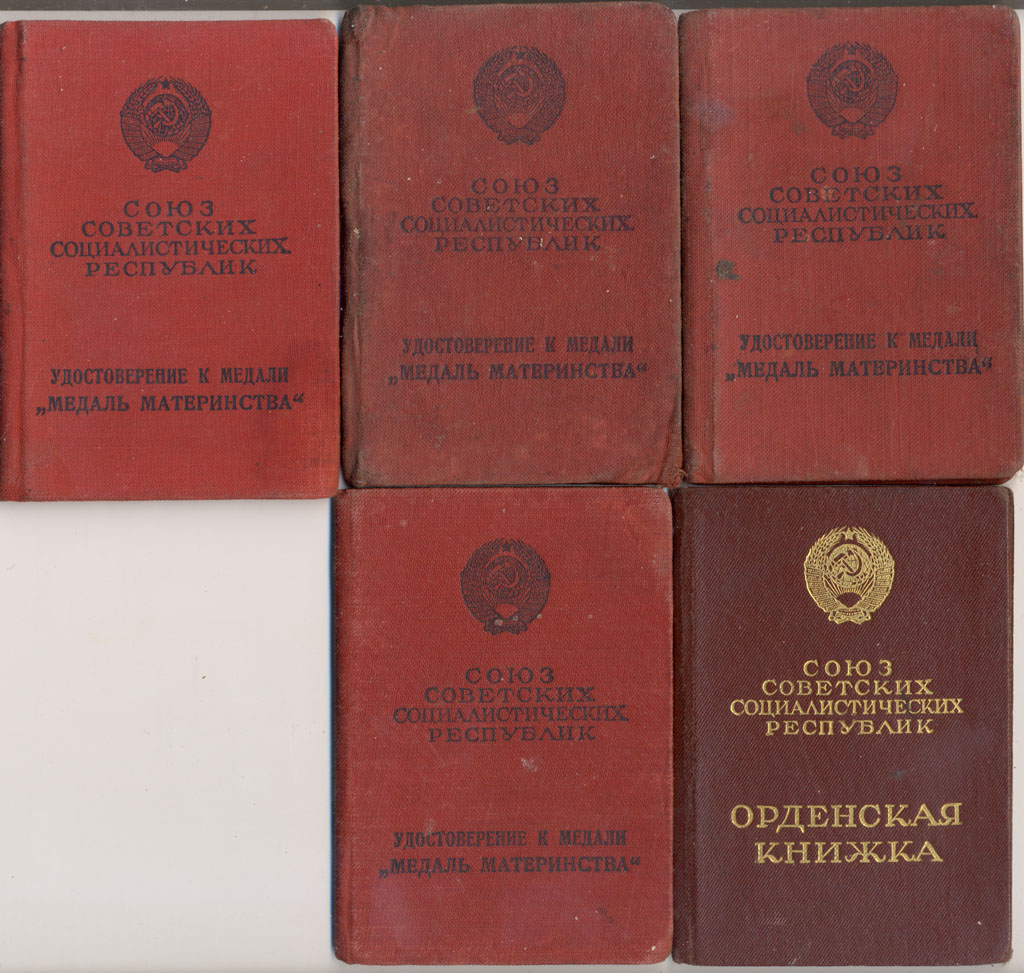 СОЮЗ
СОВЕТСКИХ
СОЦИАЛИСТИЧЕСКИХ
РЕСПУБЛИК
УДОСТОВЕРЕНИЕ К МЕДАЛИ
„МЕДАЛЬ МАТЕРИНСТВА“
СОЮЗ
СОВЕТСКИХ
СОЦИАЛИСТИЧЕСКИХ
РЕСПУБЛИК
УДОСТОВЕРЕНИЕ К МЕДАЛИ
„МЕДАЛЬ МАТЕРИНСТВА“
СОЮЗ
СОВЕТСКИХ
СОЦИАЛИСТИЧЕСКИХ
РЕСПУБЛИК
УДОСТОВЕРЕНИЕ К МЕДАЛИ
„МЕДАЛЬ МАТЕРИНСТВА“
СОЮЗ
СОВЕТСКИХ
СОЦИАЛИСТИЧЕСКИХ
РЕСПУБЛИК
УДОСТОВЕРЕНИЕ К МЕДАЛИ
„МЕДАЛЬ МАТЕРИНСТВА“
СОЮЗ
СОВЕТСКИХ
СОЦИАЛИСТИЧЕСКИХ
РЕСПУБЛИК
ОРДЕНСКАЯ
КНИЖКА